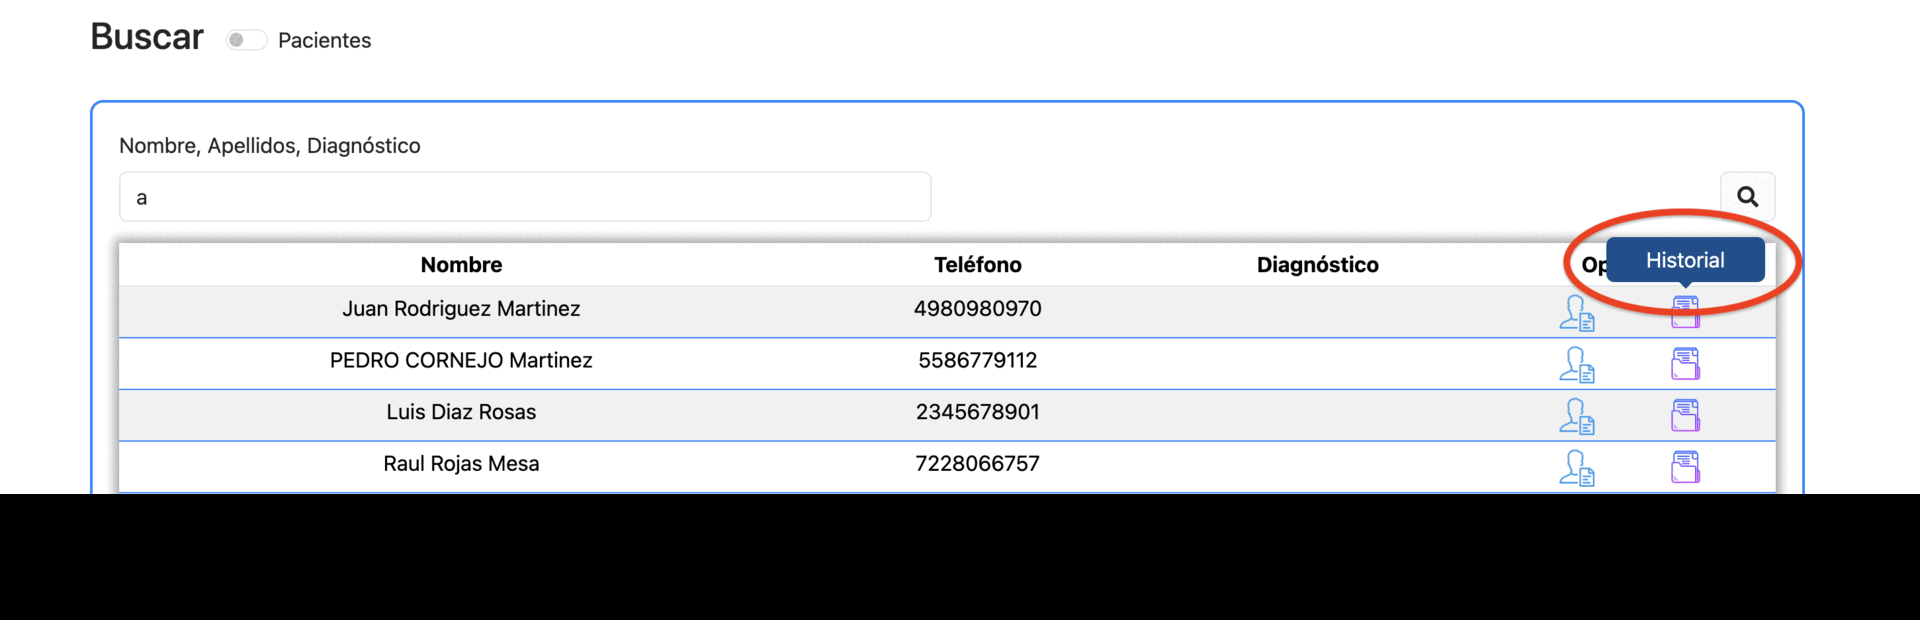 Buscar Pacientes
Nombre, Apellidos, Diagnóstico
a
Historial
Nombre Teléfono Diagnóstico Op
Juan Rodriguez Martinez 4980980970
PEDRO CORNEJO Martinez 5586779112
Luis Diaz Rosas 2345678901
Raul Rojas Mesa 7228066757